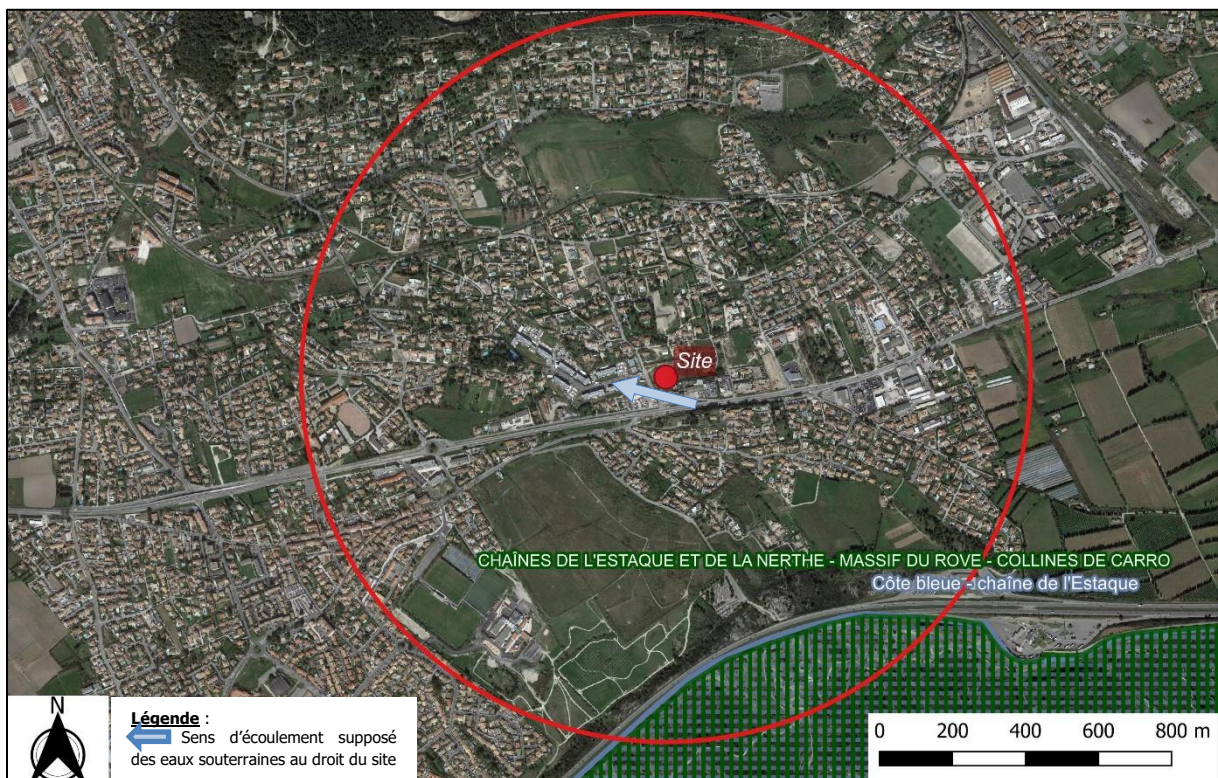 Site
CHAÎNES DE L'ESTAQUE ET DE LA NERTHE - MASSIF DU ROVE - COLLINES DE CARRO
Côte bleue - chaîne de l'Estaque
N
Légende :
Sens d'écoulement supposé
des eaux souterraines au droit du site
0 200 400 600 800 m